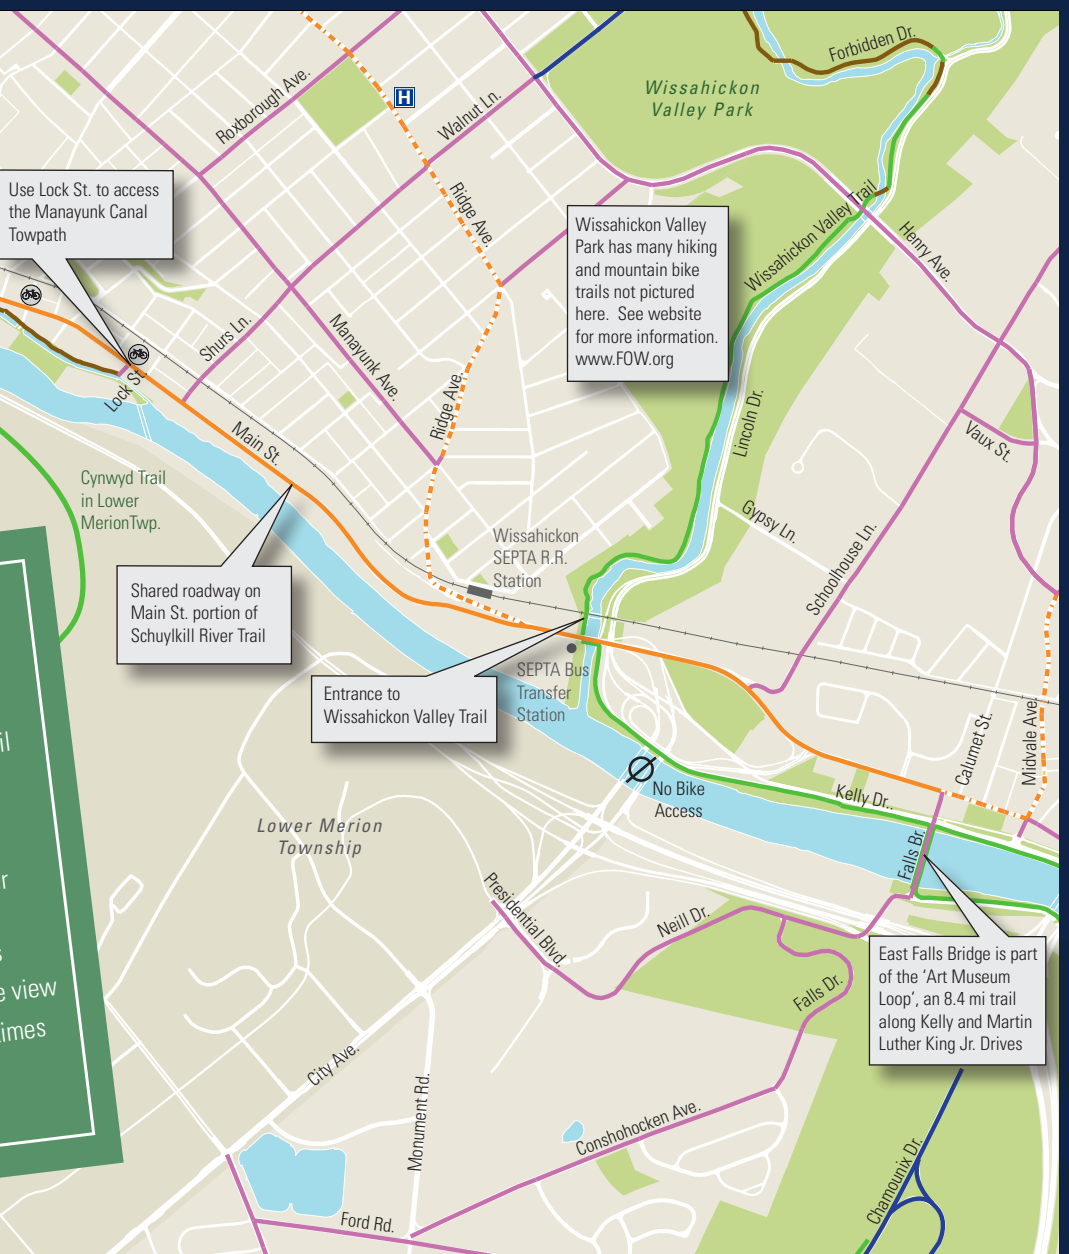 Forbidden Dr.
Wissahickon
Valley Park
Roxborough Ave.
H
Walnut Ln.
Use Lock St. to access
the Manayunk Canal
Towpath
Ridge Ave.
Wissahickon Valley Trail
Henry Ave.
Wissahickon Valley
Park has many hiking
and mountain bike
trails not pictured
here. See website
for more information.
www.FOW.org
Shurs Ln.
Manayunk Ave.
Lock St.
Ridge Ave.
Lincoln Dr.
Main St.
Vaux St.
Cynwyd Trail
in Lower
MerionTwp.
Gypsy Ln.
Wissahickon
SEPTA R.R.
Station
Schoolhouse Ln.
Shared roadway on
Main St. portion of
Schuylkill River Trail
SEPTA Bus
Transfer
Station
Entrance to
Wissahickon Valley Trail
Calumet St.
Midvale Ave.
No Bike
Access
Kelly Dr..
Lower Merion
Township
Falls Br.
Presidential Blvd.
Neill Dr.
Falls Dr.
East Falls Bridge is part
of the ‘Art Museum
Loop’, an 8.4 mi trail
along Kelly and Martin
Luther King Jr. Drives
e view
imes
City Ave.
Monument Rd.
Conshohocken Ave.
Chamounix Dr.
Ford Rd.